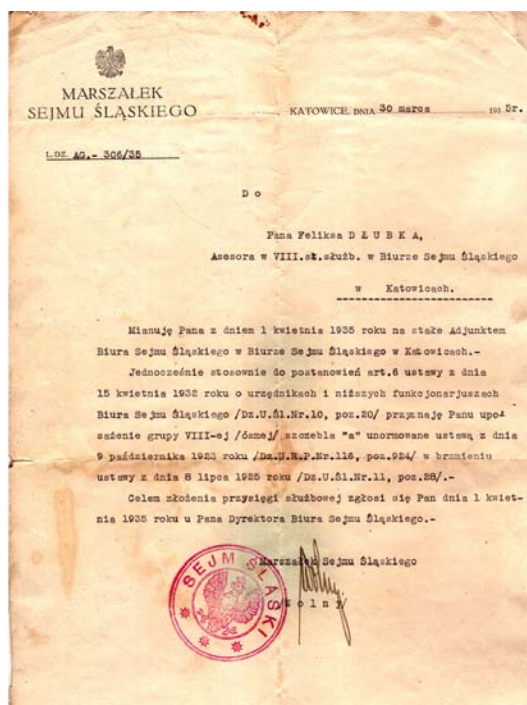 MARSZAŁEK
SEJMU ŚLĄSKIEGO
KATOWICE, DNIA 30 marca 1935r.
L.DZ. AG.- 306/35
Do
Pana Feliksa DŁUBKA,
Asesora w VIII.st.służb. w Biurze Sejmu Śląskiego
w Katowicach.
Mianuję Pana z dniem 1 kwietnia 1935 roku na stałe Adjunktem
Biura Sejmu Śląskiego w Biurze Sejmu Śląskiego w Katowicach.-
Jednocześnie stosownie do postanowień art.6 ustawy z dnia
15 kwietnia 1932 roku o urzędnikach i niższych funkcjonarjuszach
Biura Sejmu Śląskiego /Dz.U.Śl.Nr.10, poz.20/ przyznaję Panu upo-
sażenie grupy VIII-ej /ósmej/ szczebla "a" unormowane ustawą z dnia
9 października 1923 roku /Dz.U.R.P.Nr.116, poz.924/ w brzmieniu
ustawy z dnia 8 lipca 1925 roku /Dz.U.Śl.Nr.11, poz.28/.-
Celem złożenia przysięgi służbowej zgłosi się Pan dnia 1 kwiet-
nia 1935 roku u Pana Dyrektora Biura Sejmu Śląskiego.-
Marszałek Sejmu Śląskiego
Wolny
/Wolny/
SEJM ŚLĄSKI